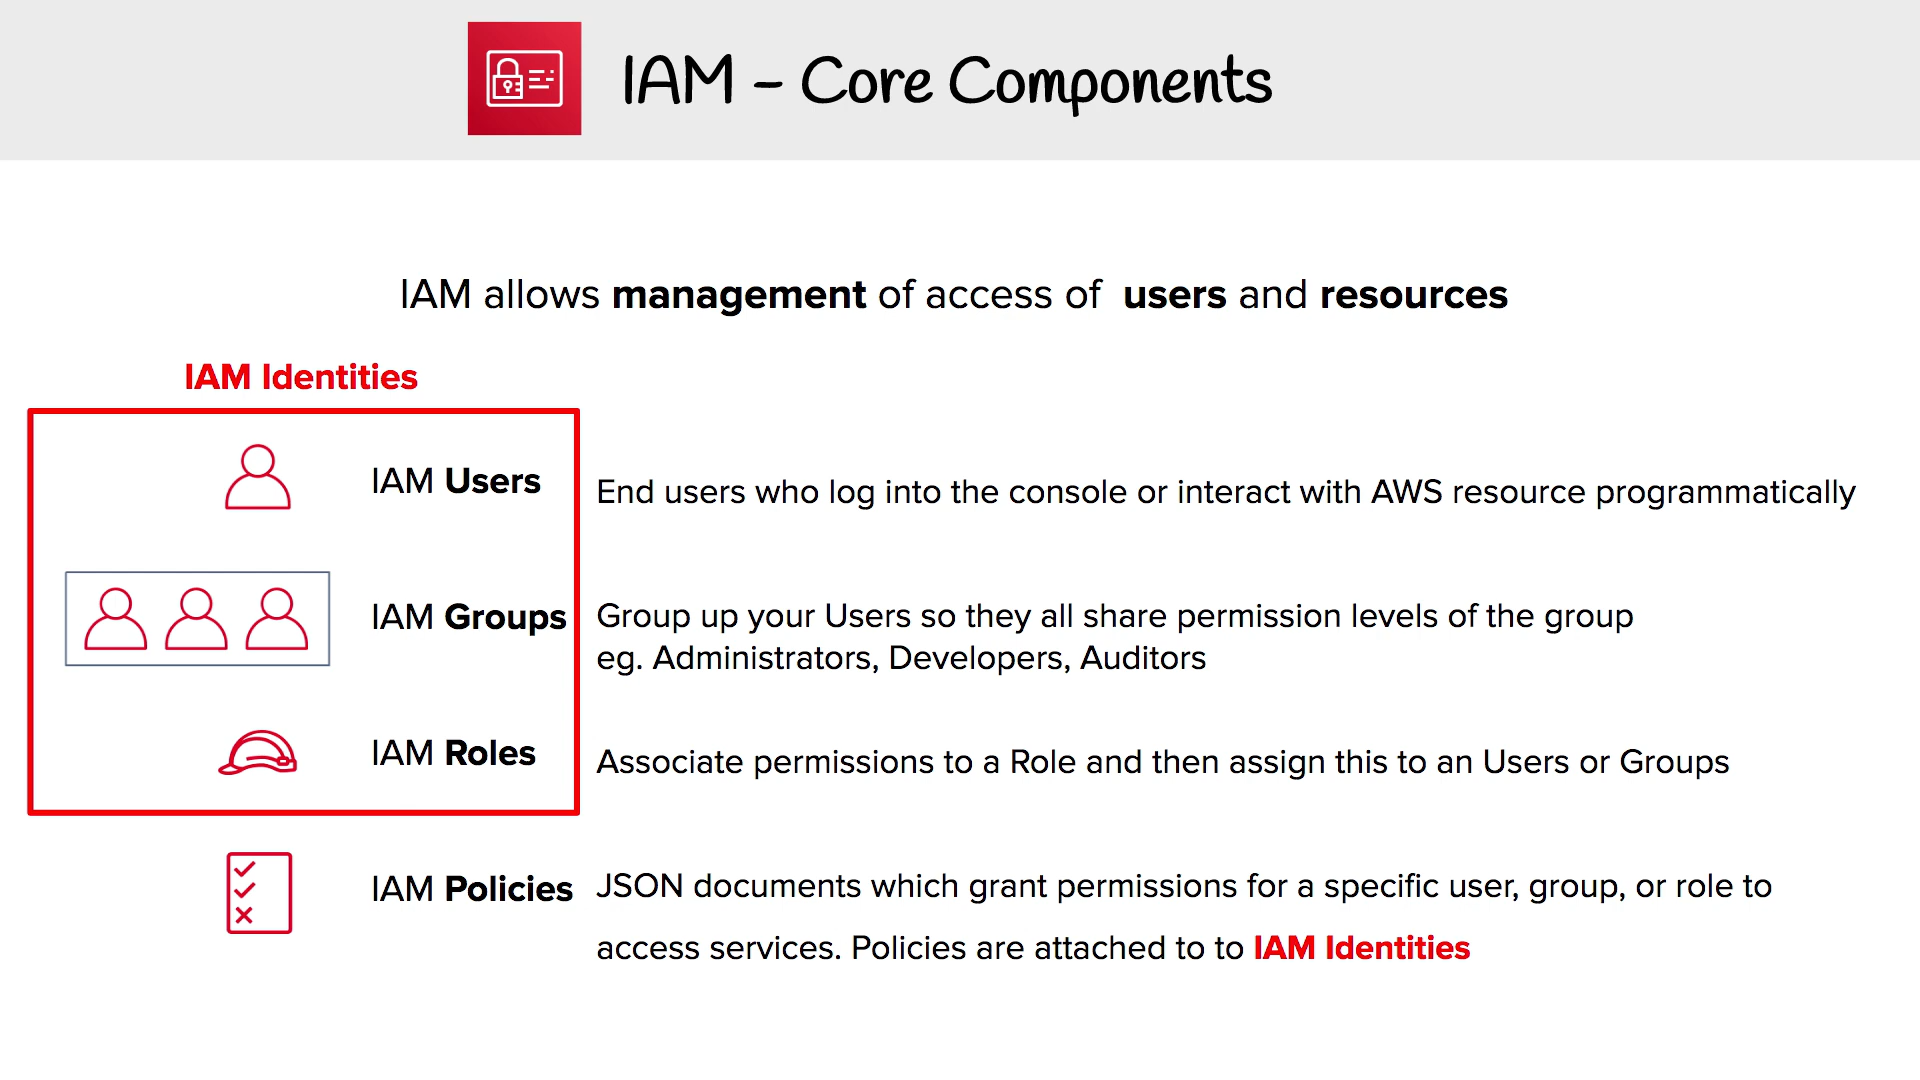 IAM – Core Components
IAM allows management of access of users and resources
IAM Identities
IAM Users
End users who log into the console or interact with AWS resource programmatically
IAM Groups
Group up your Users so they all share permission levels of the group
eg. Administrators, Developers, Auditors
IAM Roles
Associate permissions to a Role and then assign this to an Users or Groups
IAM Policies
JSON documents which grant permissions for a specific user, group, or role to
access services. Policies are attached to to IAM Identities